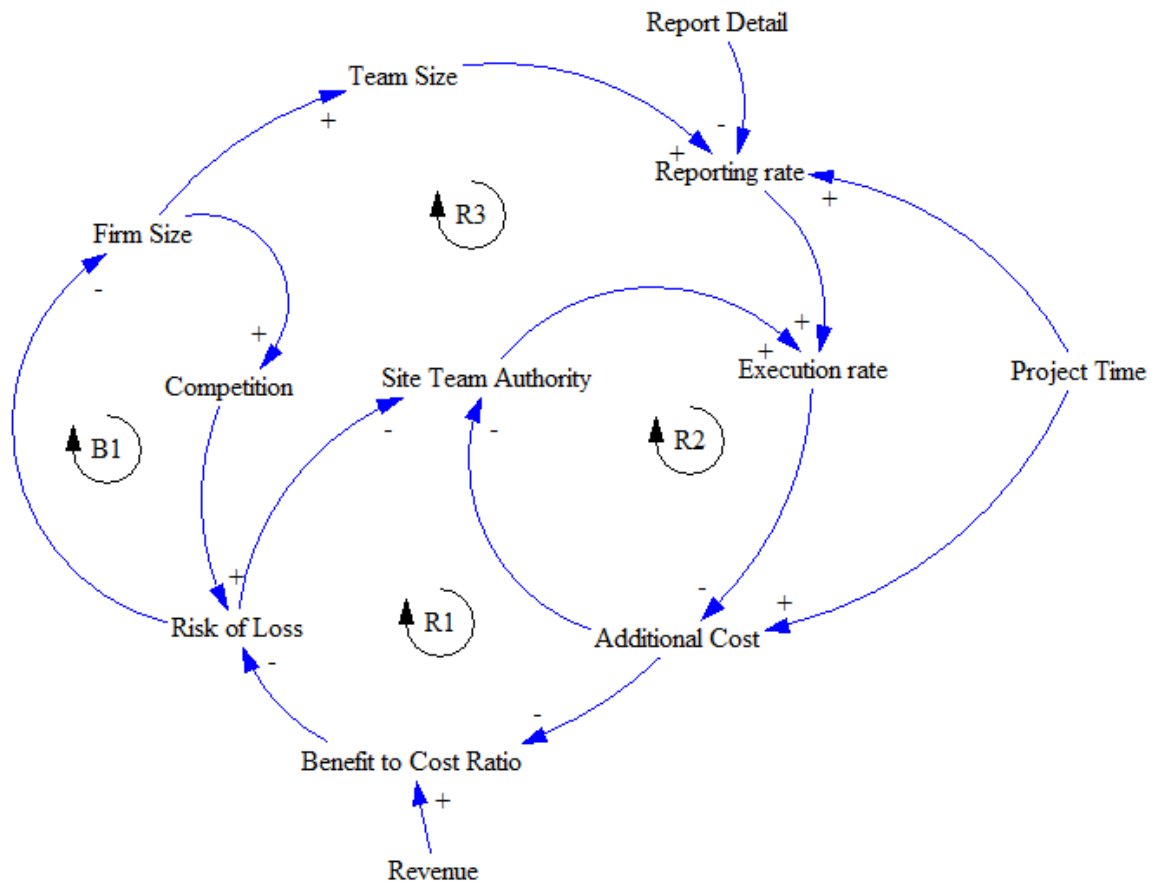 Report Detail
Team Size
+
-
+
Reporting rate
+
R3
Firm Size
-
+
+
+
Competition
Site Team Authority
Execution rate
Project Time
-
-
R2
B1
+
-
+
Risk of Loss
R1
Additional Cost
-
-
Benefit to Cost Ratio
+
Revenue